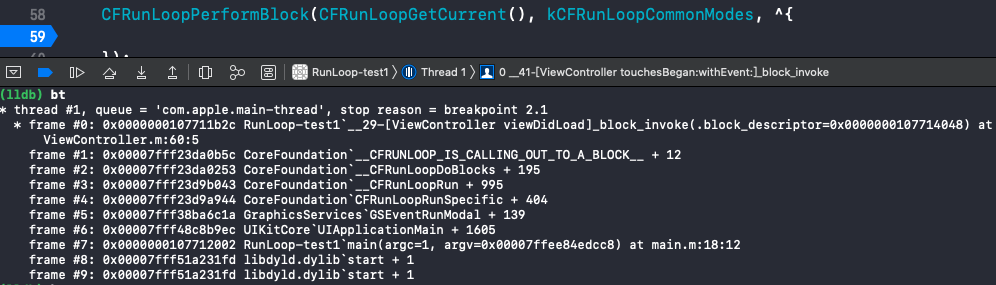 58 CFRunLoopPerformBlock(CFRunLoopGetCurrent(), kCFRunLoopCommonModes, ^{
59
});
RunLoop-test1 〉 Thread 1 〉 0 __41-[ViewController touchesBegan:withEvent:]_block_invoke
(lldb) bt
* thread #1, queue = 'com.apple.main-thread', stop reason = breakpoint 2.1
* frame #0: 0x0000000107711b2c RunLoop-test1`__29-[ViewController viewDidLoad]_block_invoke(.block_descriptor=0x0000000107714048) at
ViewController.m:60:5
frame #1: 0x00007fff23da0b5c CoreFoundation`__CFRUNLOOP_IS_CALLING_OUT_TO_A_BLOCK__ + 12
frame #2: 0x00007fff23da0253 CoreFoundation`__CFRunLoopDoBlocks + 195
frame #3: 0x00007fff23d9b043 CoreFoundation`__CFRunLoopRun + 995
frame #4: 0x00007fff23d9a944 CoreFoundation`CFRunLoopRunSpecific + 404
frame #5: 0x00007fff38ba6c1a GraphicsServices`GSEventRunModal + 139
frame #6: 0x00007fff48c8b9ec UIKitCore`UIApplicationMain + 1605
frame #7: 0x0000000107712002 RunLoop-test1`main(argc=1, argv=0x00007ffee84edcc8) at main.m:18:12
frame #8: 0x00007fff51a231fd libdyld.dylib`start + 1
frame #9: 0x00007fff51a231fd libdyld.dylib`start + 1